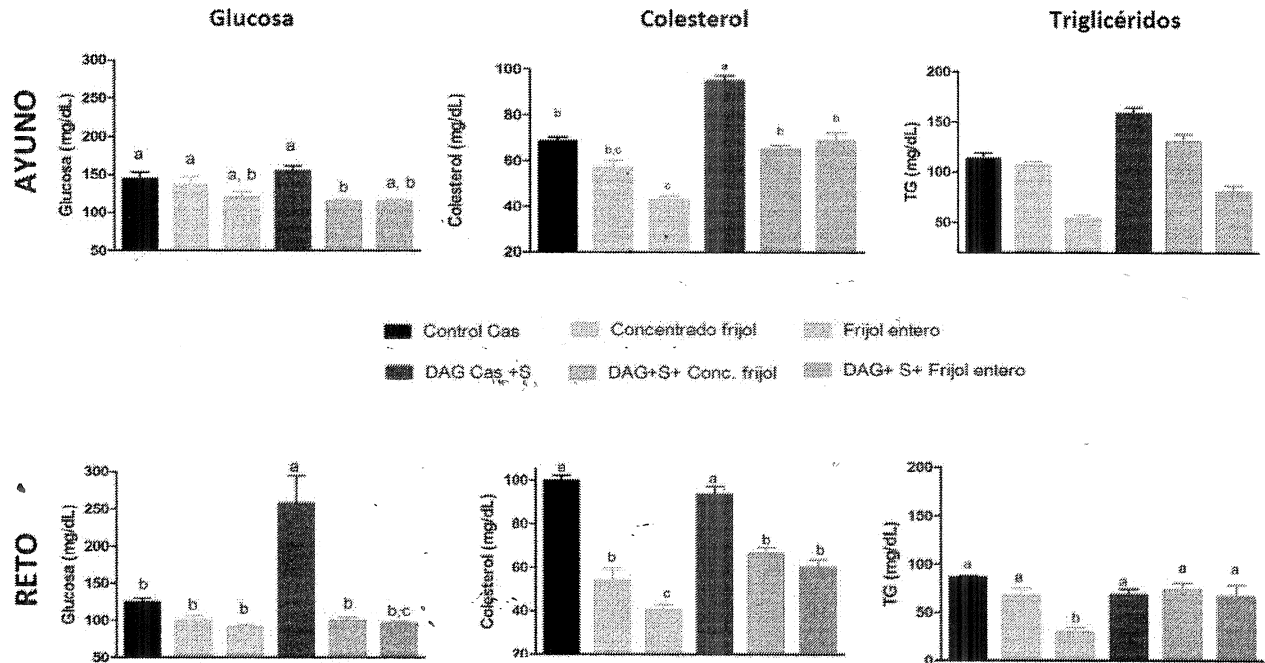 Glucosa
Colesterol
Triglicéridos
AYUNO
Glucosa (mg/dL)
300
250
200
150
100
50
a
a
a, b
a
b
a, b
Colesterol (mg/dL)
100
80
60
40
20
b
b,c
c
a
b
b
TG (mg/dL)
200
150
100
50
Control Cas
Concentrado frijol
Frijol entero
DAG Cas +S
DAG+S+ Conc. frijol
DAG+ S+ Frijol entero
RETO
Glucosa (mg/dL)
300
250
200
150
100
50
b
b
b
a
b
b,c
Colesterol (mg/dL)
100
80
60
40
20
a
b
c
a
b
b
TG (mg/dL)
200
150
100
50
0
a
a
b
a
a
a